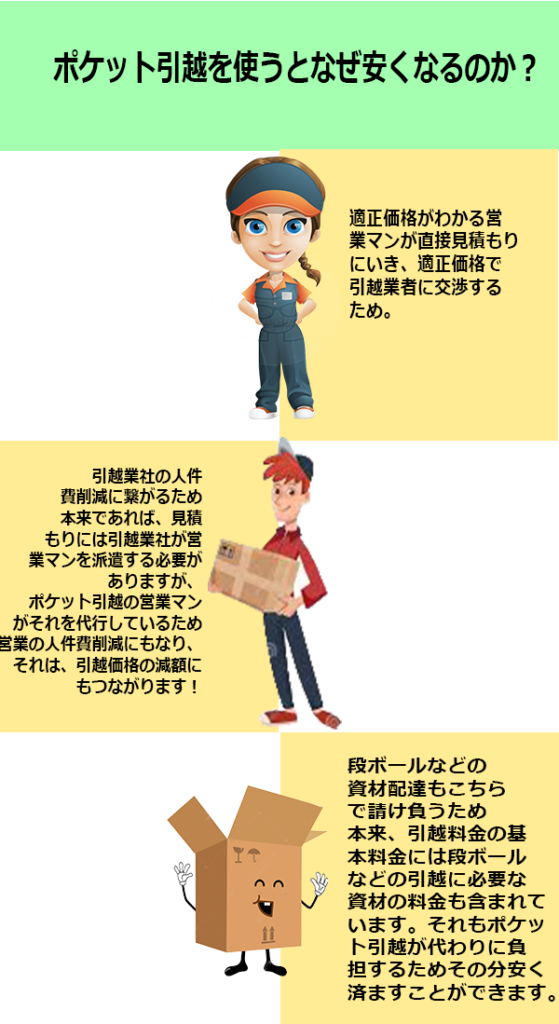 ポケット引越を使うとなぜ安くなるのか？
適正価格がわかる営
業マンが直接見積もり
にいき、適正価格で
引越業者に交渉する
ため。
引越業社の人件
費削減に繋がるため
本来であれば、見積
もりには引越業社が営
業マンを派遣する必要が
ありますが、
ポケット引越の営業マン
がそれを代行しているため
営業の人件費削減にもなり、
それは、引越価格の減額に
もつながります！
段ボールなどの
資材配達もこちら
で請け負うため
本来、引越料金の基
本料金には段ボール
などの引越に必要な
資材の料金も含まれて
います。それもポケッ
ト引越が代わりに負
担するためその分安く
済ますことができます。